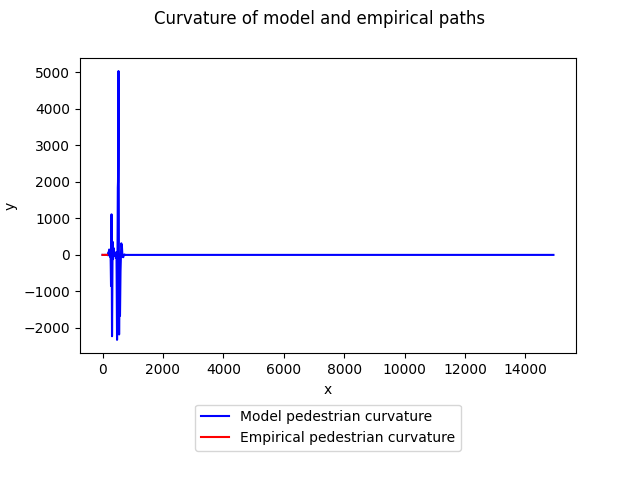 Curvature of model and empirical paths
5000
4000
3000
2000
1000
0
−1000
−2000
y
0 2000 4000 6000 8000 10000 12000 14000
x
Model pedestrian curvature
Empirical pedestrian curvature